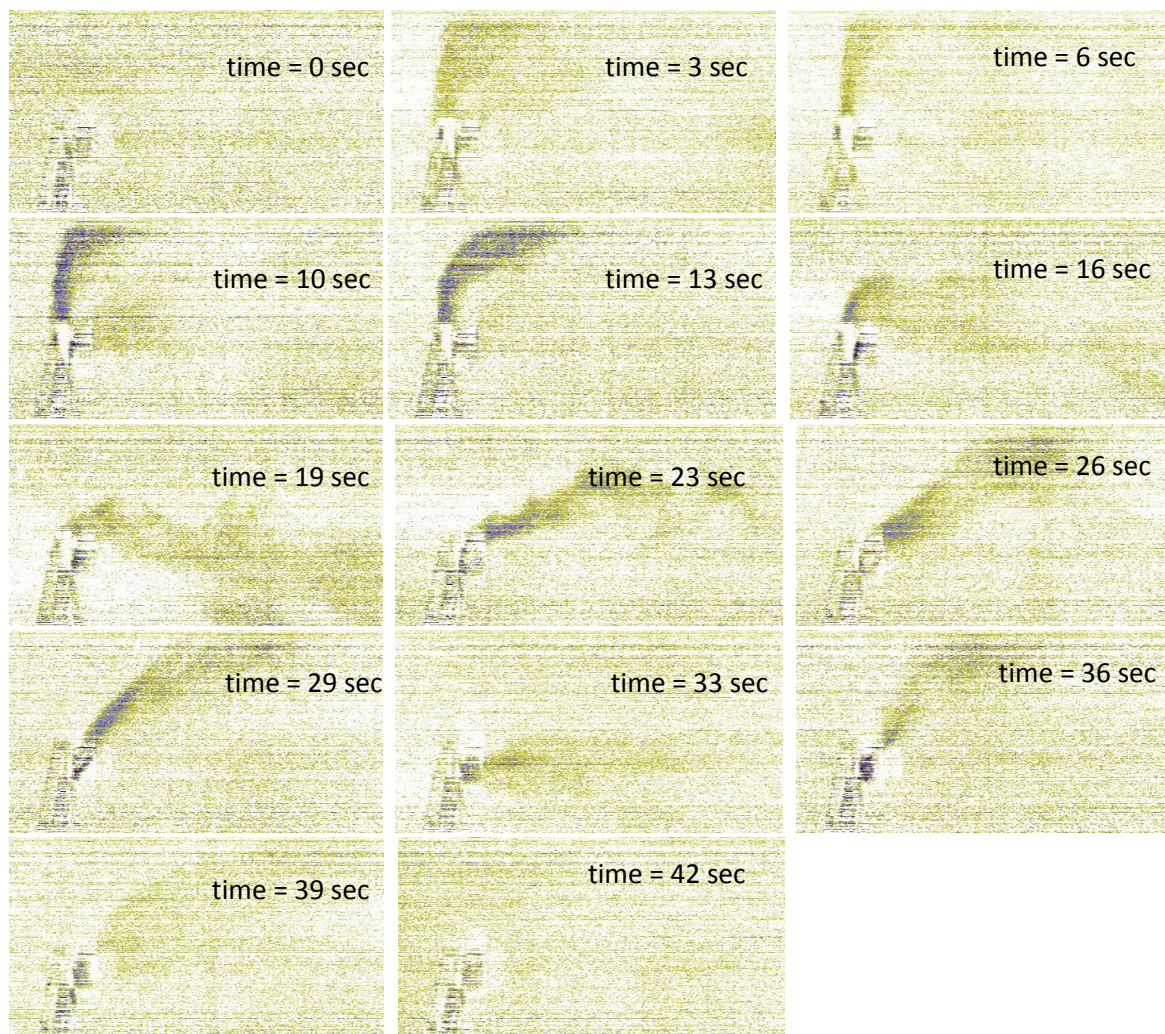 time = 0 sec
time = 3 sec
time = 6 sec
time = 10 sec
time = 13 sec
time = 16 sec
time = 19 sec
time = 23 sec
time = 26 sec
time = 29 sec
time = 33 sec
time = 36 sec
time = 39 sec
time = 42 sec